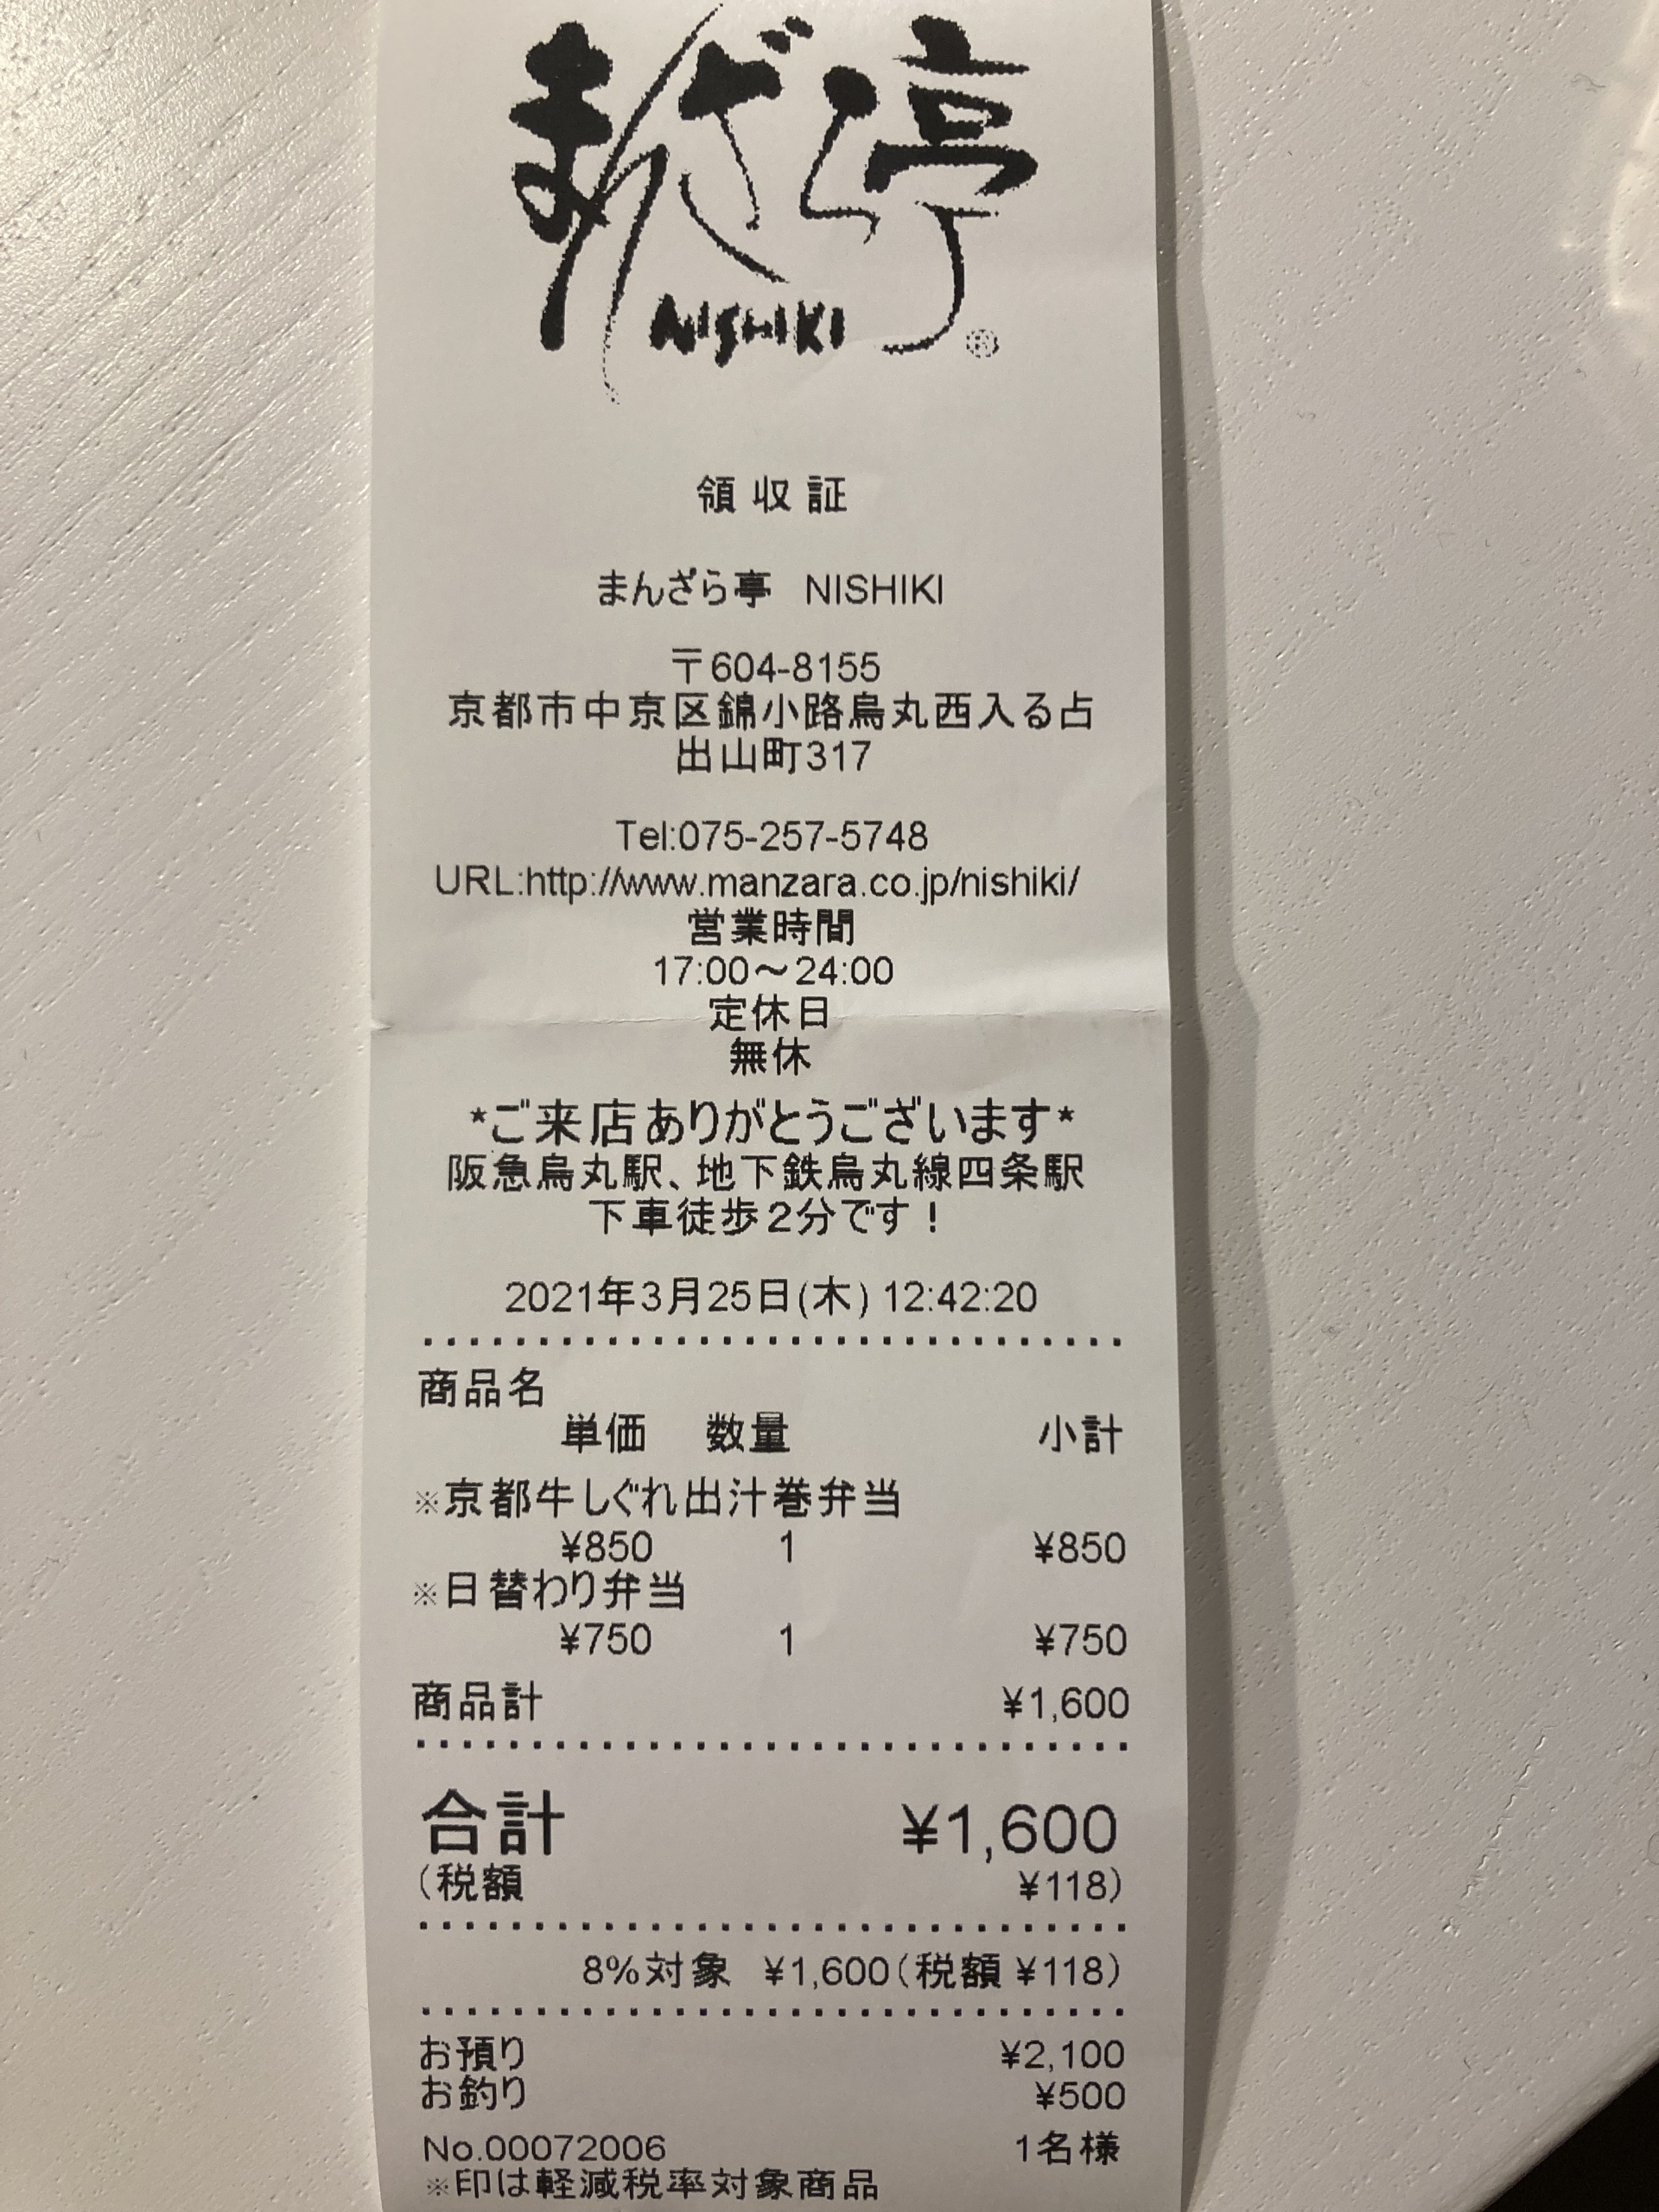 まんざら亭
NISHIKI ®
領収証
まんざら亭 NISHIKI
〒604-8155
京都市中京区錦小路烏丸西入る占
出山町317
Tel:075-257-5748
URL:http://www.manzara.co.jp/nishiki/
営業時間
17:00～24:00
定休日
無休
*ご来店ありがとうございます*
阪急烏丸駅、地下鉄烏丸線四条駅
下車徒歩2分です！
2021年3月25日(木) 12:42:20
商品名
単価 数量 小計
※京都牛しぐれ出汁巻弁当
¥850 1 ¥850
※日替わり弁当
¥750 1 ¥750
商品計 ¥1,600
合計 ¥1,600
(税額 ¥118)
8%対象 ¥1,600(税額 ¥118)
お預り ¥2,100
お釣り ¥500
No.00072006 1名様
※印は軽減税率対象商品